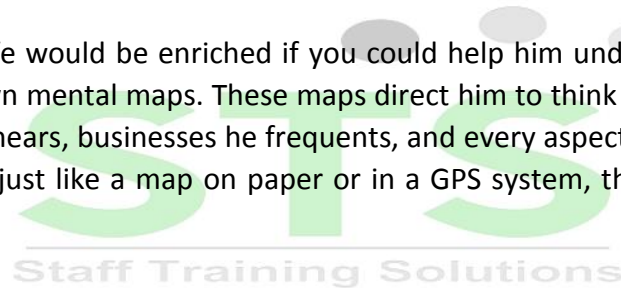 e would be enriched if you could help him und
n mental maps. These maps direct him to think
hears, businesses he frequents, and every aspect
just like a map on paper or in a GPS system, th
STS
Staff Training Solutions